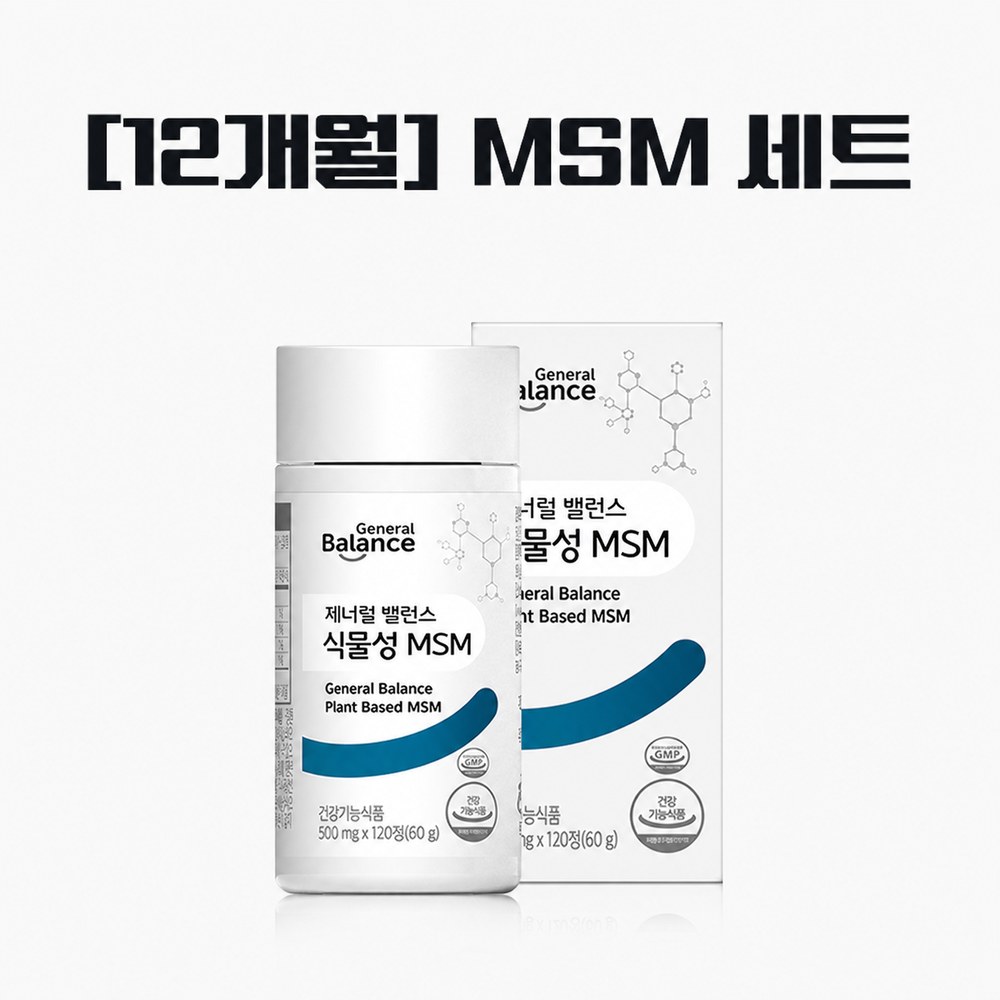 [12개월] MSM 세트
General
Balance
제너럴 밸런스
식물성 MSM
General Balance
Plant Based MSM
GMP
건강
기능식품
건강기능식품
500 mg x 120정(60 g)
General
alance
너럴 밸런스
물성 MSM
neral Balance
nt Based MSM
GMP
건강
기능식품
능식품
mg x 120정(60 g)